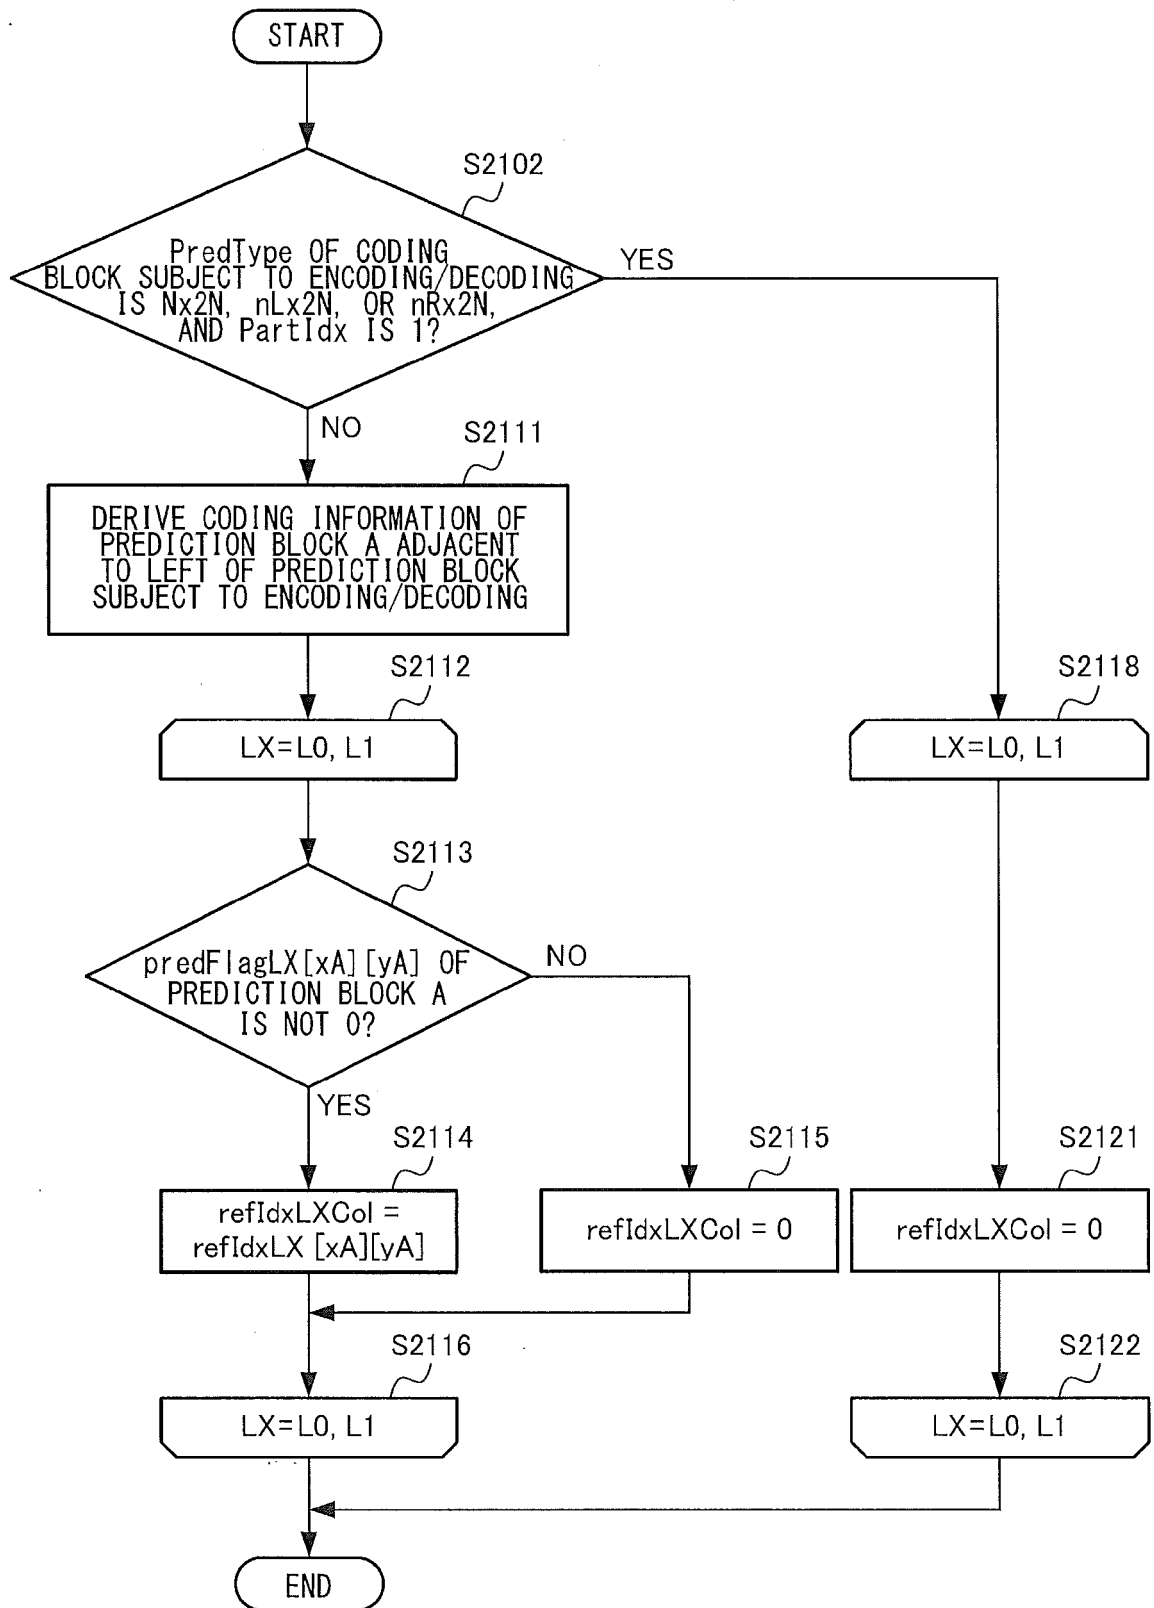 START
S2102
PredType OF CODING
BLOCK SUBJECT TO ENCODING/DECODING
IS Nx2N, nLx2N, OR nRx2N,
AND PartIdx IS 1?
YES
NO
S2111
DERIVE CODING INFORMATION OF
PREDICTION BLOCK A ADJACENT
TO LEFT OF PREDICTION BLOCK
SUBJECT TO ENCODING/DECODING
S2112
LX=L0, L1
S2118
LX=L0, L1
S2113
predFlagLX[xA][yA] OF
PREDICTION BLOCK A
IS NOT 0?
NO
YES
S2114
refIdxLXCol =
refIdxLX [xA][yA]
S2115
refIdxLXCol = 0
S2121
refIdxLXCol = 0
S2116
LX=L0, L1
S2122
LX=L0, L1
END